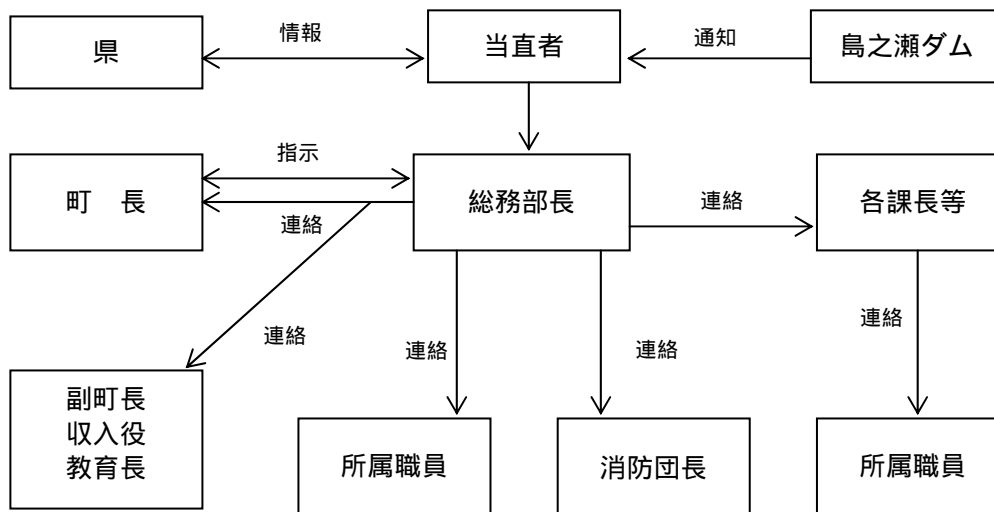 県
情報
当直者
通知
島之瀬ダム
町　長
指示
連絡
総務部長
連絡
各課長等
連絡
連絡
連絡
連絡
副町長
収入役
教育長
所属職員
消防団長
所属職員